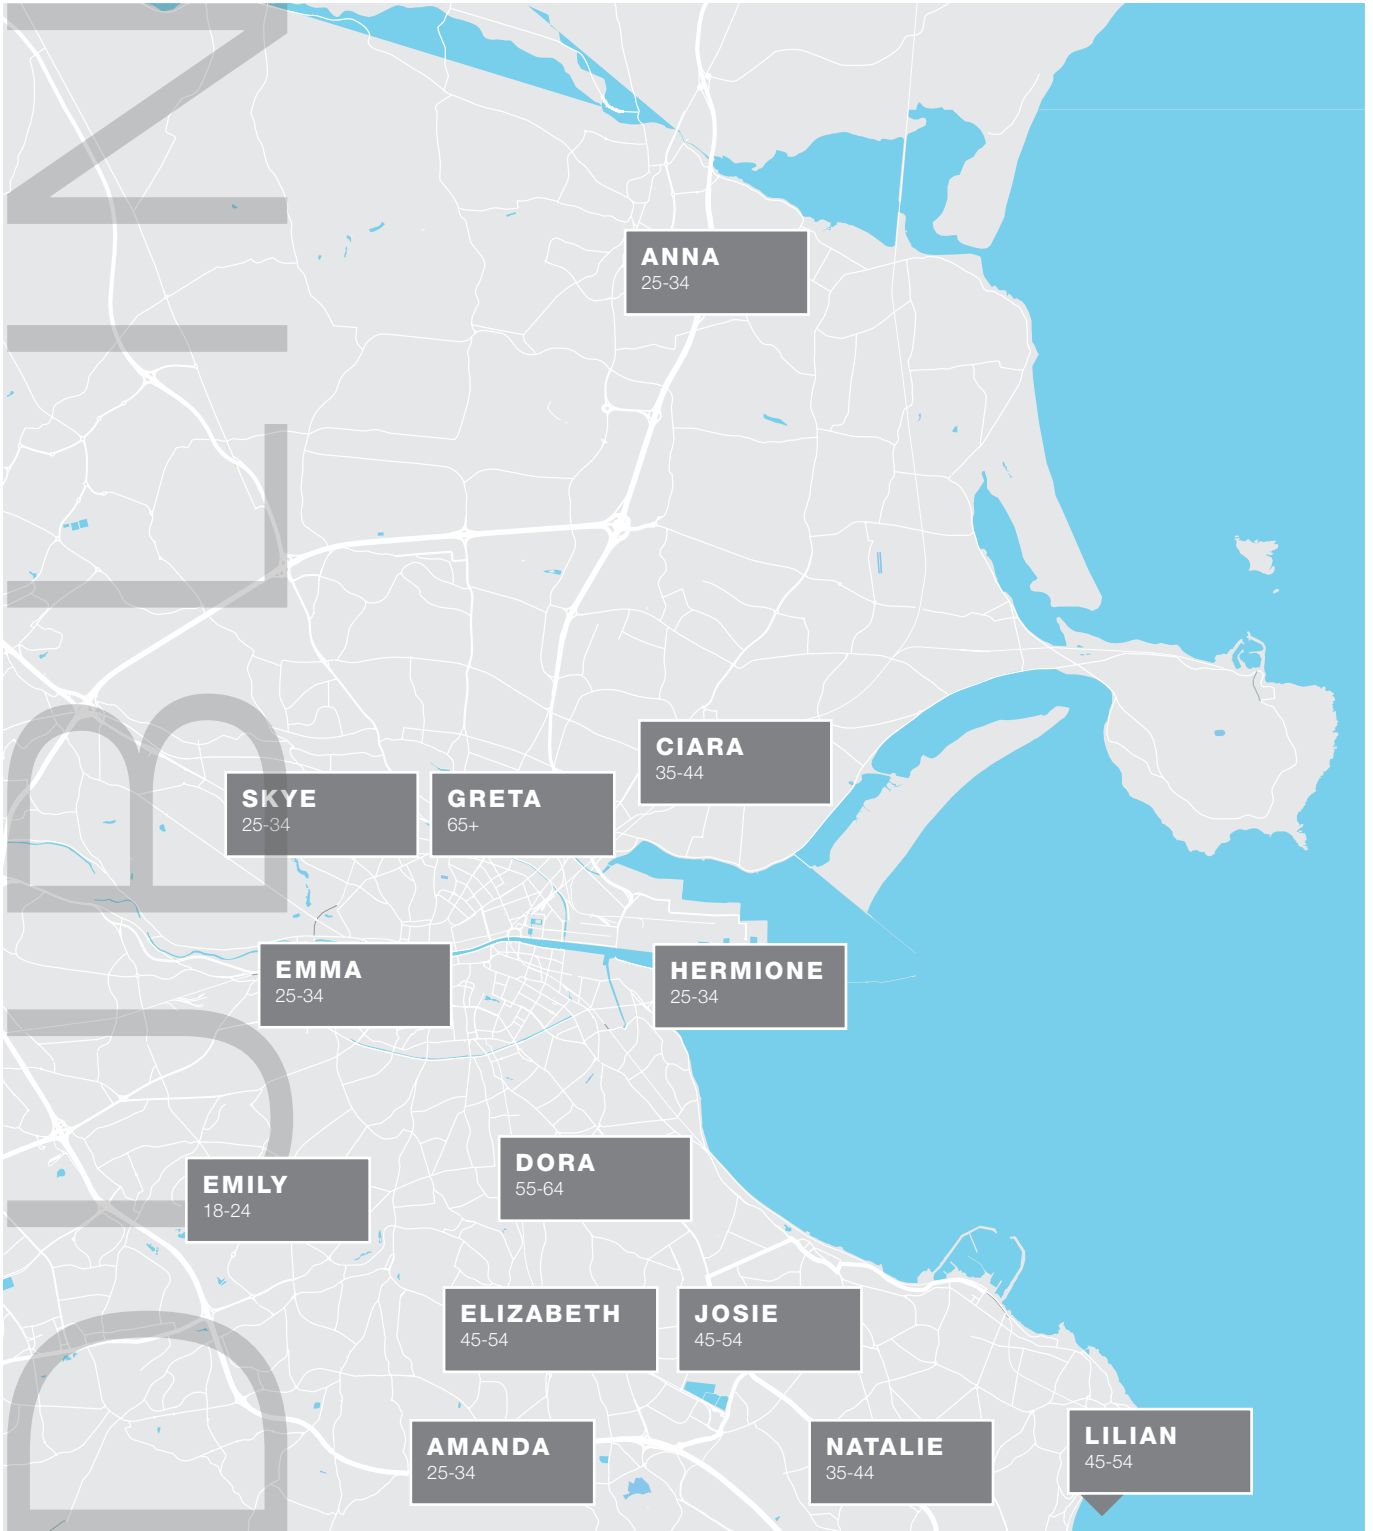 DUBLIN
ANNA
25-34
CIARA
35-44
SKYE
25-34
GRETA
65+
EMMA
25-34
HERMIONE
25-34
DORA
55-64
EMILY
18-24
ELIZABETH
45-54
JOSIE
45-54
AMANDA
25-34
NATALIE
35-44
LILIAN
45-54